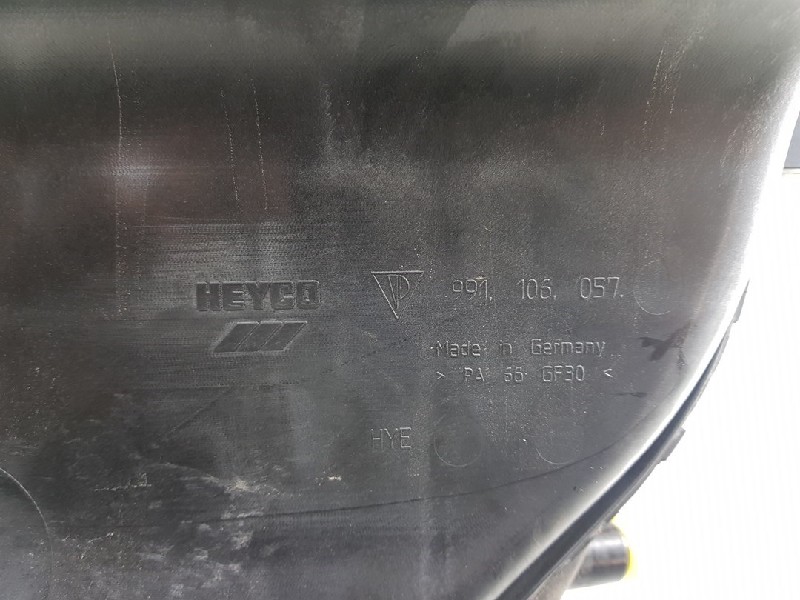 HEYCO 991. 106. 057.
Made in Germany
> PA 66 GF30 <
HYE